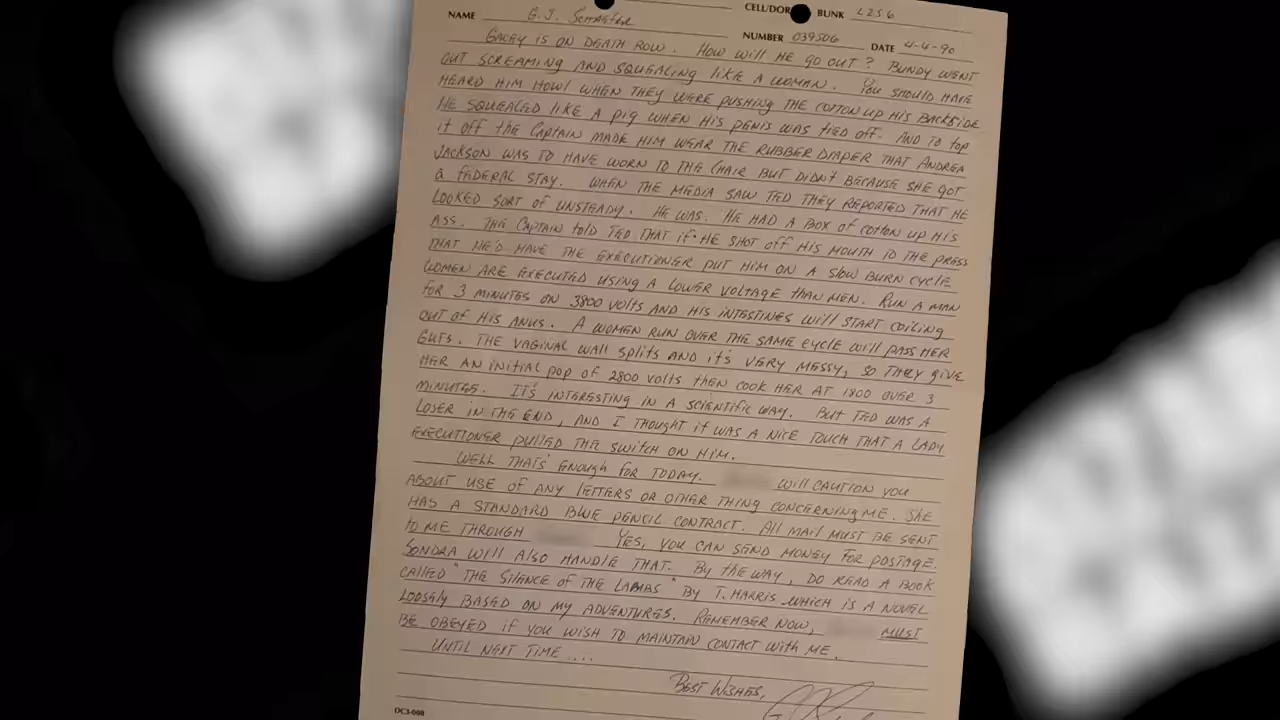 CELL/DOR BUNK L256
NAME G.J. SCHAEFER
NUMBER 039506 DATE 4-4-90
GACEY IS ON DEATH ROW. HOW WILL HE GO OUT? BUNDY WENT
OUT SCREAMING AND SQUEALING LIKE A WOMAN. YOU SHOULD HAVE
HEARD HIM HOWL WHEN THEY WERE PUSHING THE COTTON UP HIS BACKSIDE.
HE SQUEALED LIKE A PIG WHEN HIS PENIS WAS TIED OFF. AND TO TOP
IT OFF THE CAPTAIN MADE HIM WEAR THE RUBBER DIAPER THAT ANDREA
JACKSON WAS TO HAVE WORN TO THE CHAIR BUT DIDN'T BECAUSE SHE GOT
A FEDERAL STAY. WHEN THE MEDIA SAW TED THEY REPORTED THAT HE
LOOKED SORT OF UNSTEADY. HE WAS. HE HAD A BOX OF COTTON UP HIS
ASS. THE CAPTAIN TOLD TED THAT IF HE SHOT OFF HIS MOUTH TO THE PRESS
THAT HE'D HAVE THE EXECUTIONER PUT HIM ON A SLOW BURN CYCLE
WOMEN ARE EXECUTED USING A LOWER VOLTAGE THAN MEN. RUN A MAN
FOR 3 MINUTES ON 3800 VOLTS AND HIS INTESTINES WILL START COILING
OUT OF HIS ANUS. A WOMEN RUN OVER THE SAME CYCLE WILL PASS HER
GUTS. THE VAGINAL WALL SPLITS AND IT'S VERY MESSY, SO THEY GIVE
HER AN INITIAL POP OF 2800 VOLTS THEN COOK HER AT 1800 OVER 3
MINUTES. IT'S INTERESTING IN A SCIENTIFIC WAY. BUT TED WAS A
LOSER IN THE END, AND I THOUGHT IT WAS A NICE TOUCH THAT A LADY
EXECUTIONER PULLED THE SWITCH ON HIM.
WELL THAT'S ENOUGH FOR TODAY. WILL CAUTION YOU
ABOUT USE OF ANY LETTERS OR OTHER THING CONCERNING ME. SHE
HAS A STANDARD BLUE PENCIL CONTRACT. ALL MAIL MUST BE SENT
TO ME THROUGH YES, YOU CAN SEND MONEY FOR POSTAGE.
SONDRA WILL ALSO HANDLE THAT. BY THE WAY, DO READ A BOOK
CALLED "THE SILENCE OF THE LAMBS" BY T. HARRIS WHICH IS A NOVEL
LOOSELY BASED ON MY ADVENTURES. REMEMBER NOW, MUST
BE OBEYED IF YOU WISH TO MAINTAIN CONTACT WITH ME.
UNTIL NEXT TIME....
BEST WISHES,
DC3-008